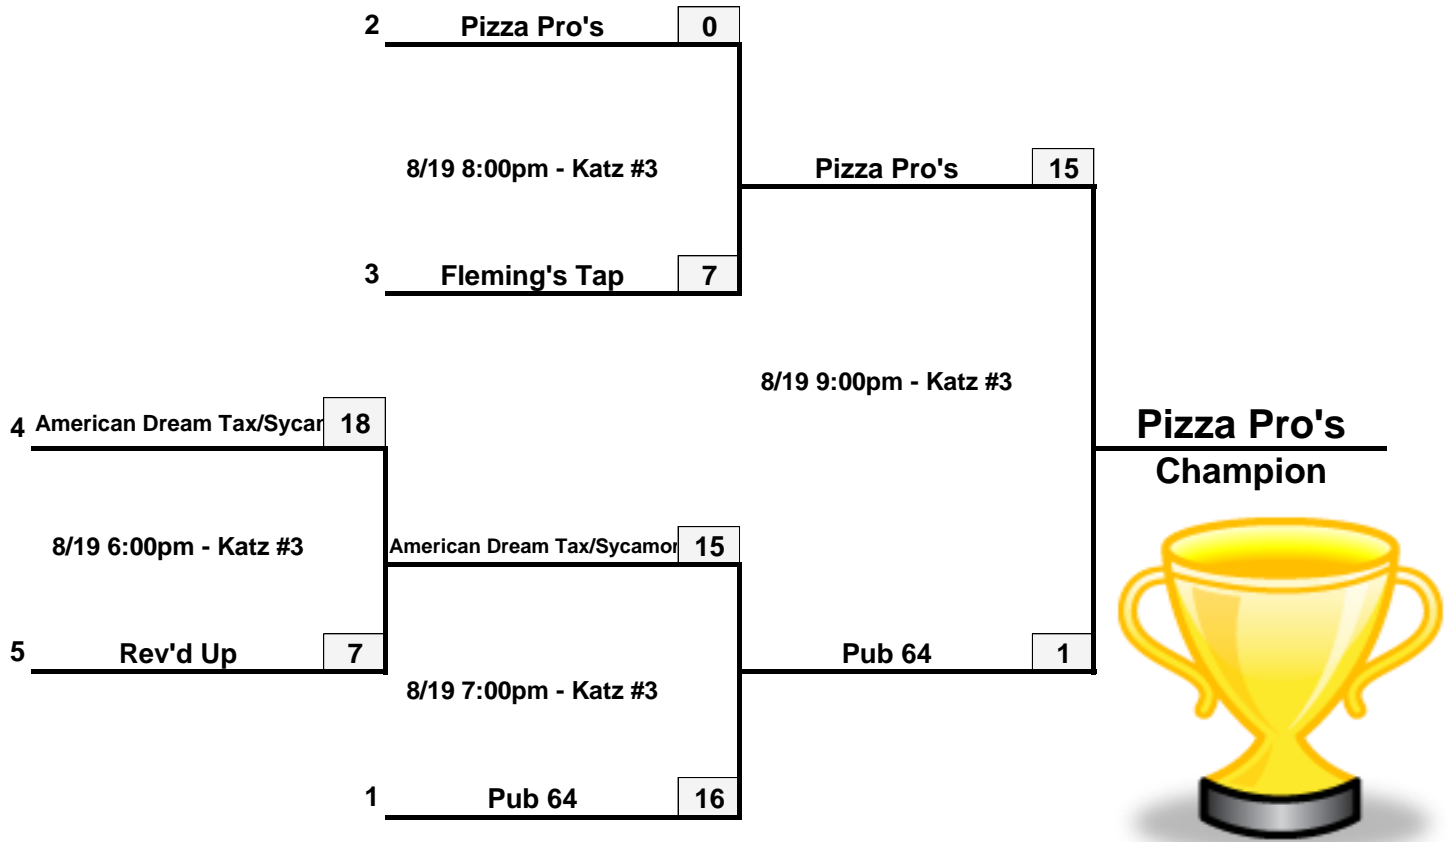 2 Pizza Pro's 0
8/19 8:00pm - Katz #3
Pizza Pro's 15
3 Fleming's Tap 7
8/19 9:00pm - Katz #3
4 American Dream Tax/Sycar 18
Pizza Pro's
Champion
8/19 6:00pm - Katz #3
American Dream Tax/Sycamor 15
5 Rev'd Up 7
Pub 64 1
8/19 7:00pm - Katz #3
1 Pub 64 16